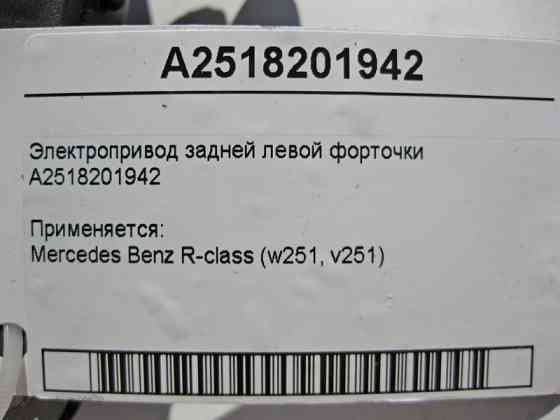 A2518201942
Электропривод задней левой форточки
A2518201942
Применяется:
Mercedes Benz R-class (w251, v251)